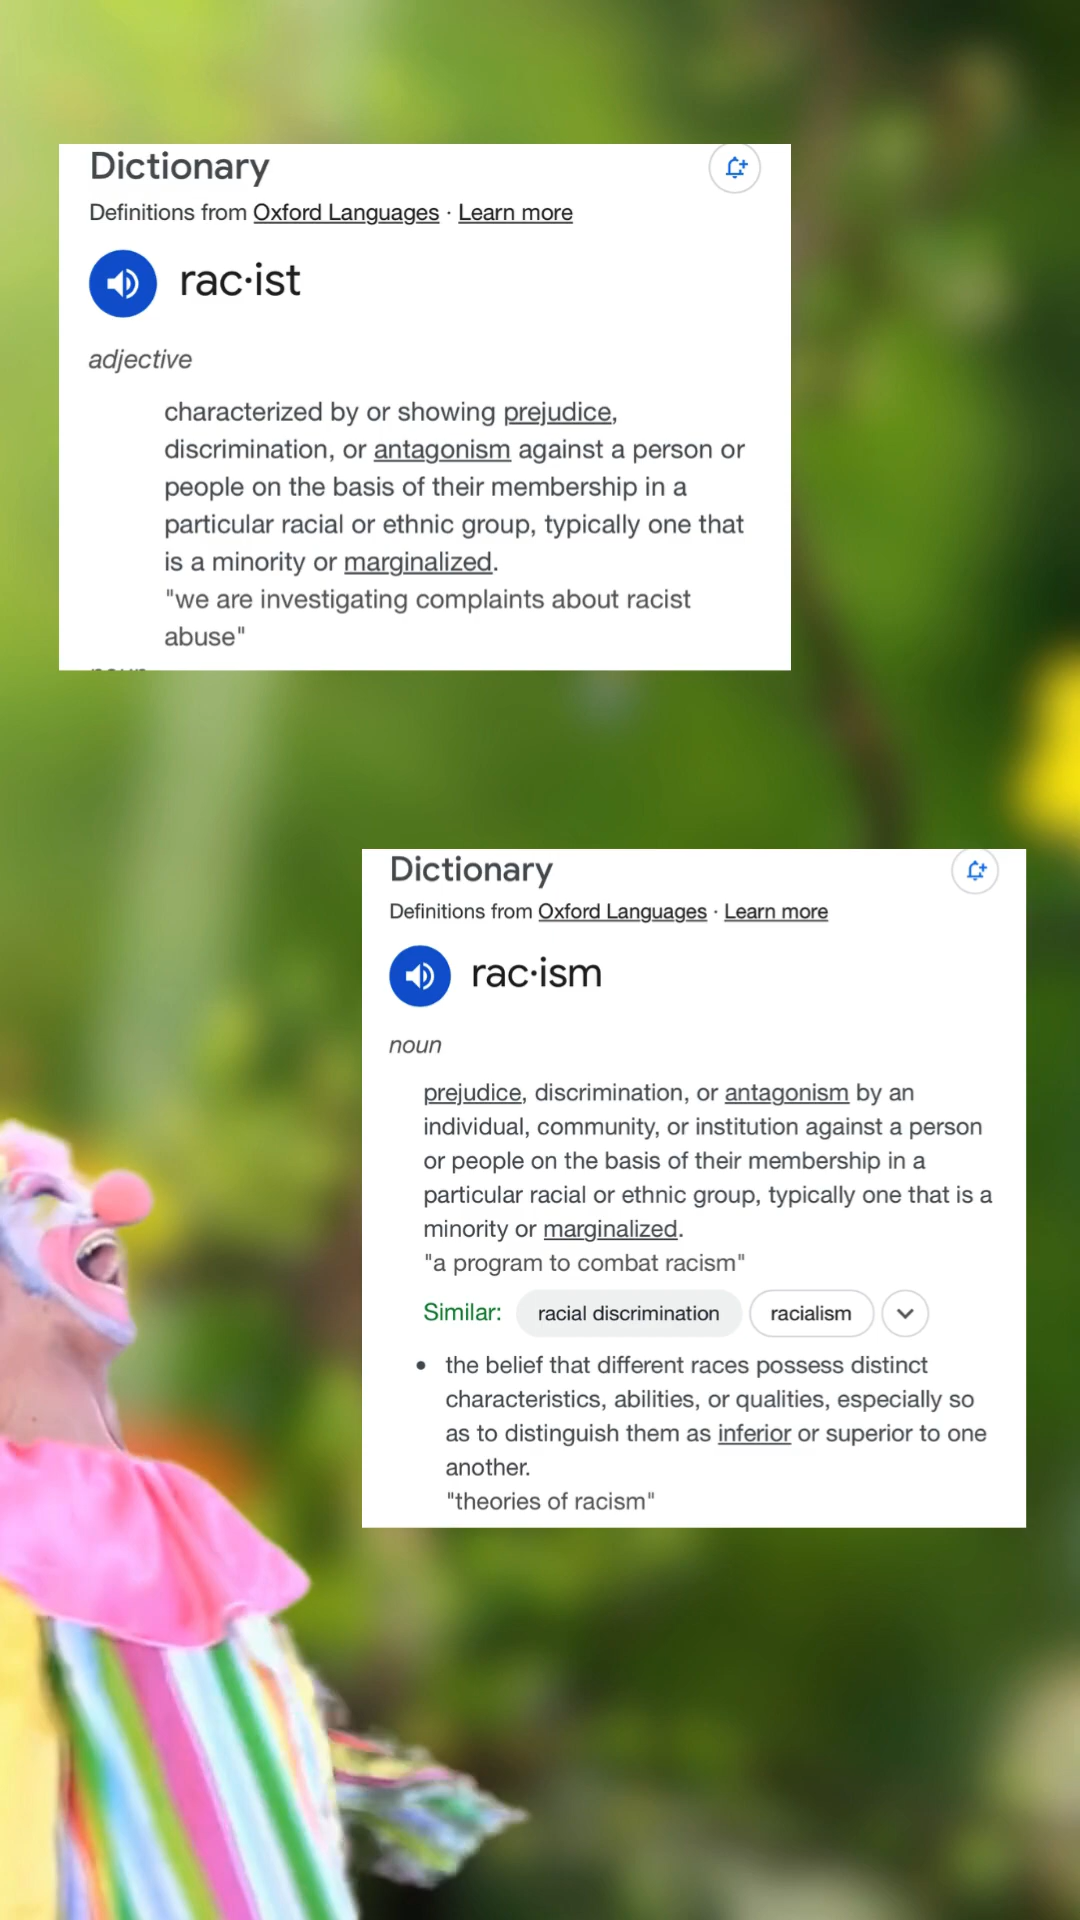 Dictionary
Definitions from Oxford Languages · Learn more
rac·ist
adjective
characterized by or showing prejudice,
discrimination, or antagonism against a person or
people on the basis of their membership in a
particular racial or ethnic group, typically one that
is a minority or marginalized.
"we are investigating complaints about racist
abuse"
noun
Dictionary
Definitions from Oxford Languages · Learn more
rac·ism
noun
prejudice, discrimination, or antagonism by an
individual, community, or institution against a person
or people on the basis of their membership in a
particular racial or ethnic group, typically one that is a
minority or marginalized.
"a program to combat racism"
Similar: racial discrimination racialism
• the belief that different races possess distinct
characteristics, abilities, or qualities, especially so
as to distinguish them as inferior or superior to one
another.
"theories of racism"